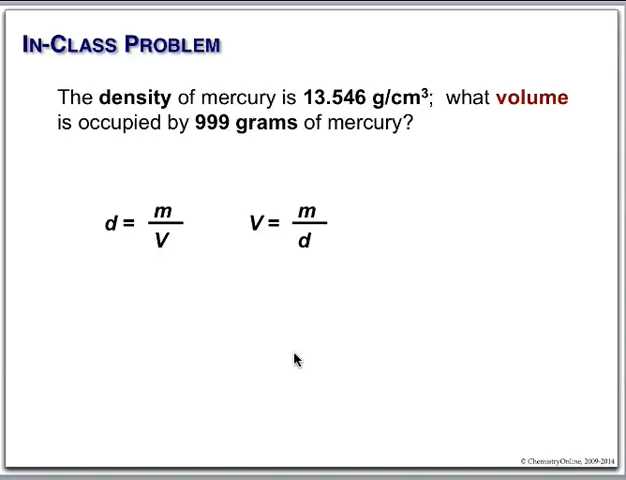 IN-CLASS PROBLEM
The density of mercury is 13.546 g/cm³; what volume
is occupied by 999 grams of mercury?
d = m/V V = m/d
© ChemistryOnline, 2009-2014